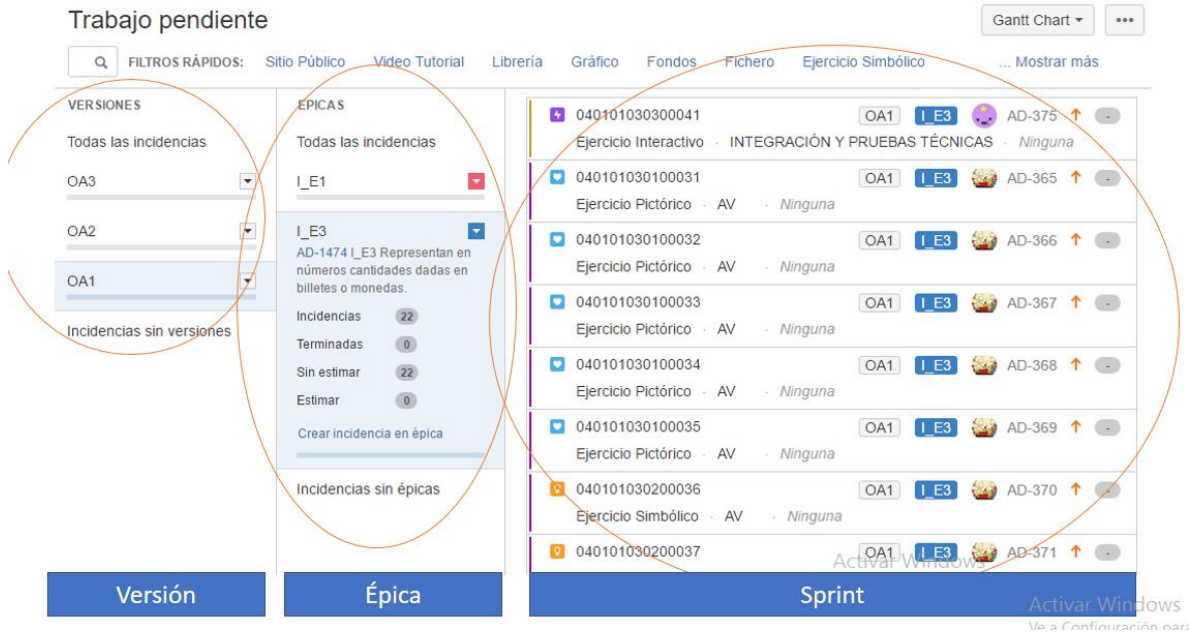 Trabajo pendiente
Gantt Chart
FILTROS RÁPIDOS: Sitio Público Video Tutorial Librería Gráfico Fondos Fichero Ejercicio Simbólico ... Mostrar más
VERSIONES
Todas las incidencias
OA3
OA2
OA1
Incidencias sin versiones
EPICAS
Todas las incidencias
I_E1
I_E3
AD-1474 I_E3 Representan en
números cantidades dadas en
billetes o monedas.
Incidencias 22
Terminadas 0
Sin estimar 22
Estimar 0
Crear incidencia en épica
Incidencias sin épicas
040101030300041 OA1 I_E3 AD-375 -
Ejercicio Interactivo · INTEGRACIÓN Y PRUEBAS TÉCNICAS · Ninguna
040101030100031 OA1 I_E3 AD-365 -
Ejercicio Pictórico · AV · Ninguna
040101030100032 OA1 I_E3 AD-366 -
Ejercicio Pictórico · AV · Ninguna
040101030100033 OA1 I_E3 AD-367 -
Ejercicio Pictórico · AV · Ninguna
040101030100034 OA1 I_E3 AD-368 -
Ejercicio Pictórico · AV · Ninguna
040101030100035 OA1 I_E3 AD-369 -
Ejercicio Pictórico · AV · Ninguna
040101030200036 OA1 I_E3 AD-370 -
Ejercicio Simbólico · AV · Ninguna
040101030200037 OA1 I_E3 AD-371 -
Activar Windows
Versión
Épica
Sprint
Activar Windows
Ve a Configuración para